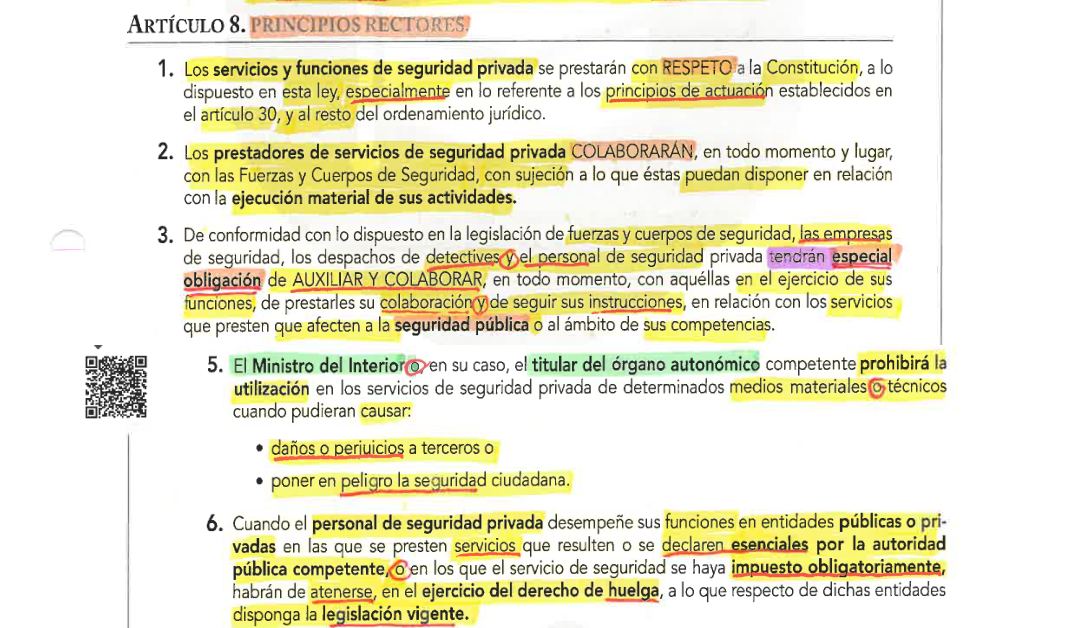 ARTÍCULO 8. PRINCIPIOS RECTORES.
1. Los servicios y funciones de seguridad privada se prestarán con RESPETO a la Constitución, a lo
dispuesto en esta ley, especialmente en lo referente a los principios de actuación establecidos en
el artículo 30, y al resto del ordenamiento jurídico.
2. Los prestadores de servicios de seguridad privada COLABORARÁN, en todo momento y lugar,
con las Fuerzas y Cuerpos de Seguridad, con sujeción a lo que éstas puedan disponer en relación
con la ejecución material de sus actividades.
3. De conformidad con lo dispuesto en la legislación de fuerzas y cuerpos de seguridad, las empresas
de seguridad, los despachos de detectives y el personal de seguridad privada tendrán especial
obligación de AUXILIAR Y COLABORAR, en todo momento, con aquéllas en el ejercicio de sus
funciones, de prestarles su colaboración y de seguir sus instrucciones, en relación con los servicios
que presten que afecten a la seguridad pública o al ámbito de sus competencias.
5. El Ministro del Interior o en su caso, el titular del órgano autonómico competente prohibirá la
utilización en los servicios de seguridad privada de determinados medios materiales o técnicos
cuando pudieran causar:
• daños o perjuicios a terceros o
• poner en peligro la seguridad ciudadana.
6. Cuando el personal de seguridad privada desempeñe sus funciones en entidades públicas o pri-
vadas en las que se presten servicios que resulten o se declaren esenciales por la autoridad
pública competente, o en los que el servicio de seguridad se haya impuesto obligatoriamente,
habrán de atenerse, en el ejercicio del derecho de huelga, a lo que respecto de dichas entidades
disponga la legislación vigente.